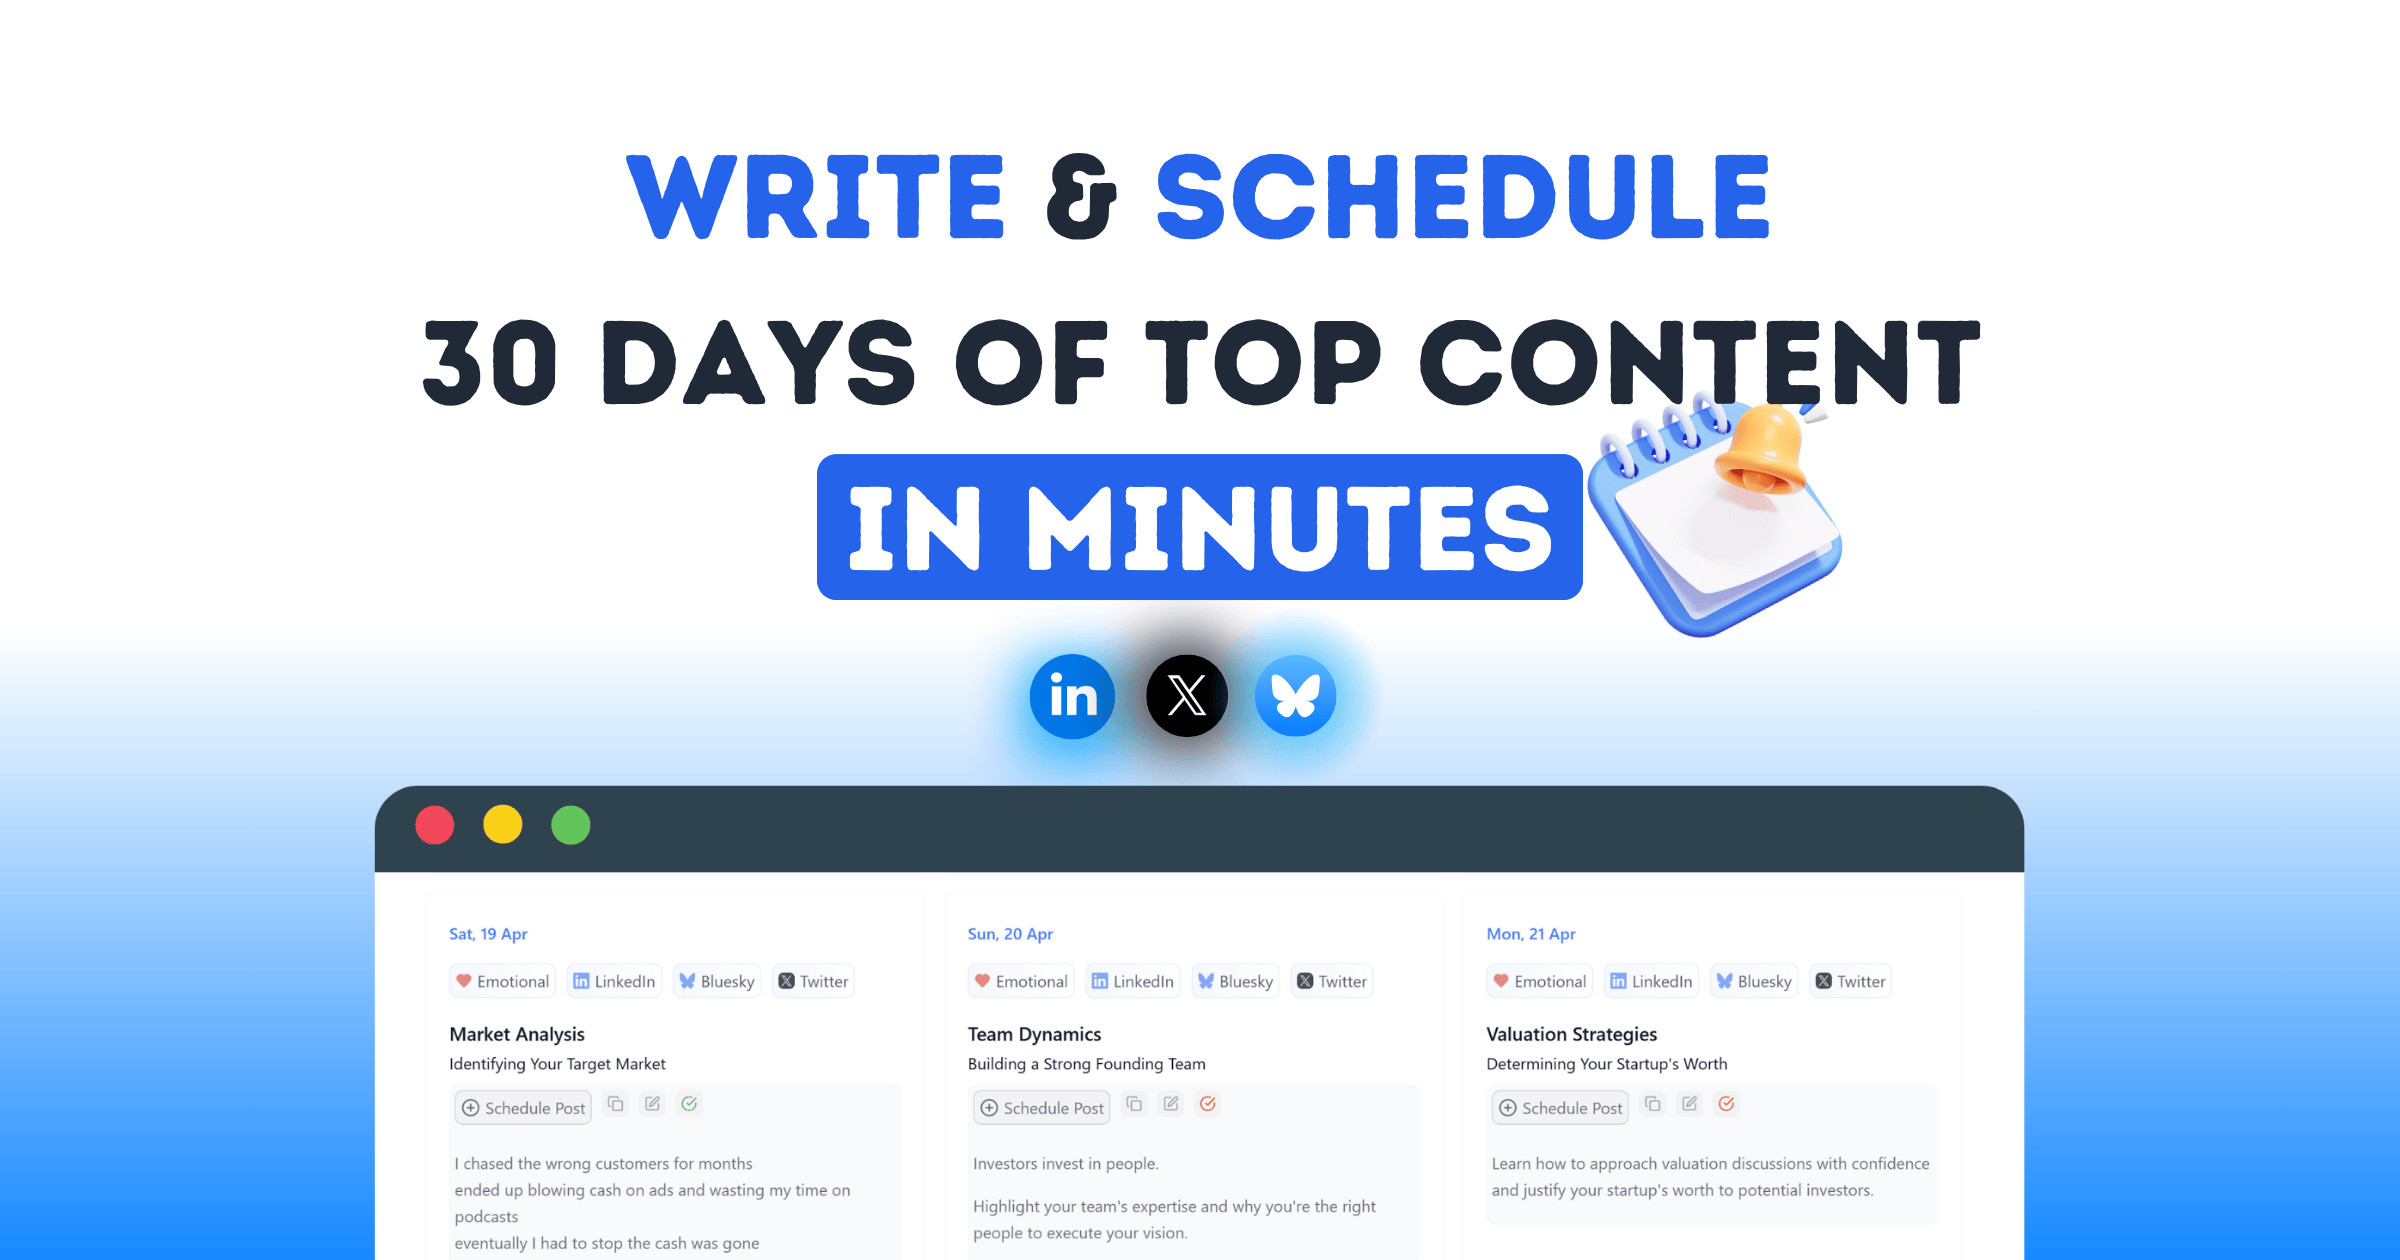 WRITE & SCHEDULE
30 DAYS OF TOP CONTENT
IN MINUTES
in X
Sat, 19 Apr
Emotional LinkedIn Bluesky Twitter
Market Analysis
Identifying Your Target Market
Schedule Post
I chased the wrong customers for months
ended up blowing cash on ads and wasting my time on
podcasts
eventually I had to stop the cash was gone
Sun, 20 Apr
Emotional LinkedIn Bluesky Twitter
Team Dynamics
Building a Strong Founding Team
Schedule Post
Investors invest in people.
Highlight your team's expertise and why you're the right
people to execute your vision.
Mon, 21 Apr
Emotional LinkedIn Bluesky Twitter
Valuation Strategies
Determining Your Startup's Worth
Schedule Post
Learn how to approach valuation discussions with confidence
and justify your startup's worth to potential investors.